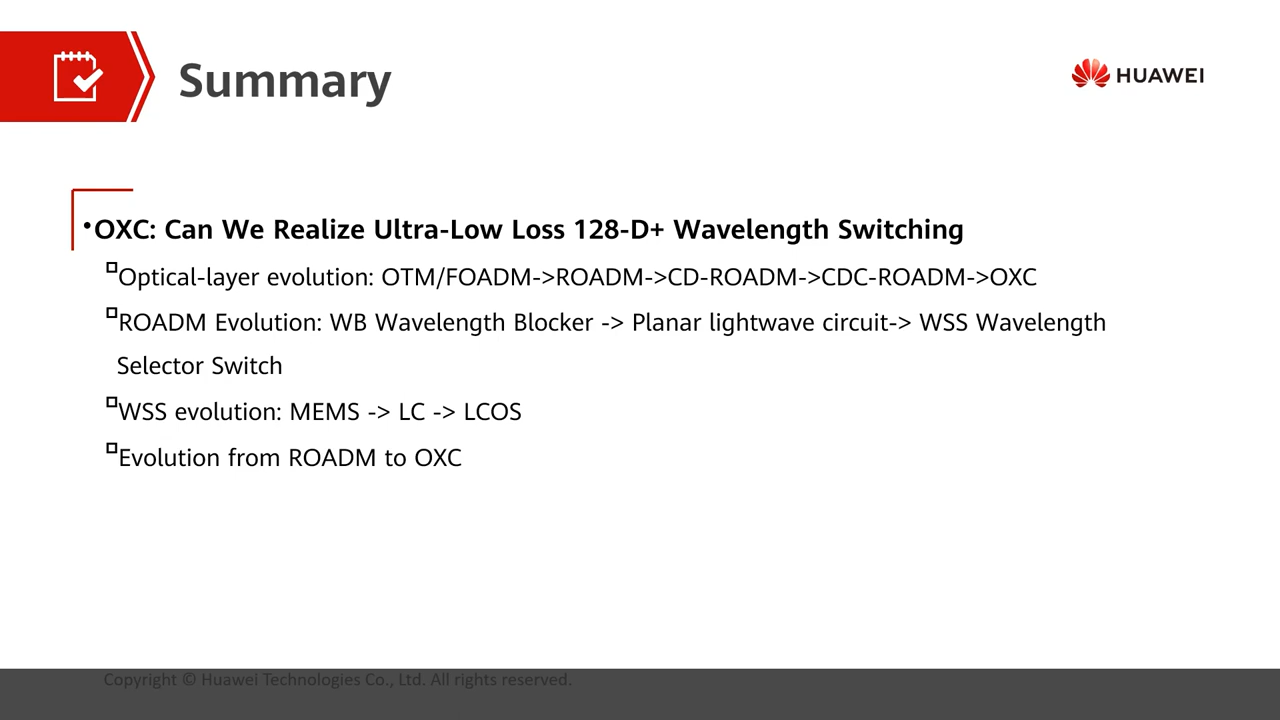 Summary
HUAWEI
•OXC: Can We Realize Ultra-Low Loss 128-D+ Wavelength Switching
Optical-layer evolution: OTM/FOADM->ROADM->CD-ROADM->CDC-ROADM->OXC
ROADM Evolution: WB Wavelength Blocker -> Planar lightwave circuit-> WSS Wavelength
Selector Switch
WSS evolution: MEMS -> LC -> LCOS
Evolution from ROADM to OXC
Copyright © Huawei Technologies Co., Ltd. All rights reserved.